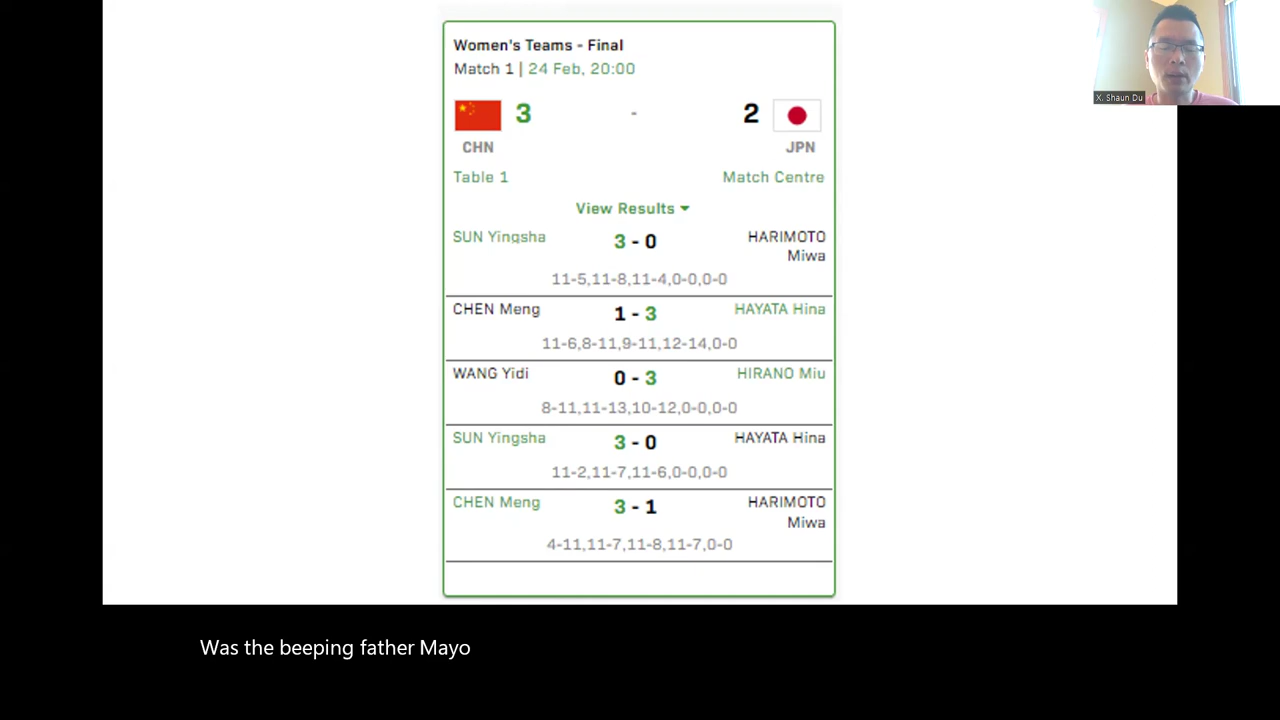 Women's Teams - Final
Match 1 | 24 Feb, 20:00
3 - 2
CHN JPN
Table 1 Match Centre
View Results
SUN Yingsha 3 - 0 HARIMOTO
Miwa
11-5,11-8,11-4,0-0,0-0
CHEN Meng 1 - 3 HAYATA Hina
11-6,8-11,9-11,12-14,0-0
WANG Yidi 0 - 3 HIRANO Miu
8-11,11-13,10-12,0-0,0-0
SUN Yingsha 3 - 0 HAYATA Hina
11-2,11-7,11-6,0-0,0-0
CHEN Meng 3 - 1 HARIMOTO
Miwa
4-11,11-7,11-8,11-7,0-0
X. Shaun Du
Was the beeping father Mayo